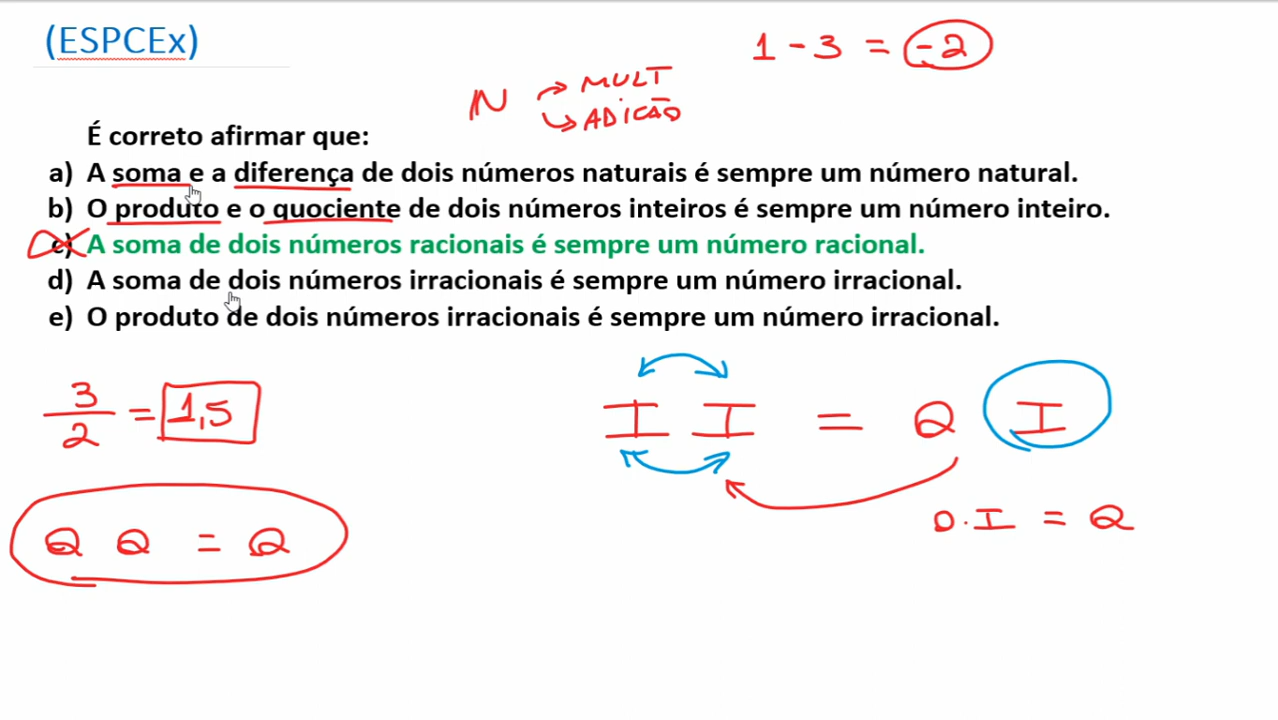 (ESPCEx)
1 - 3 = -2
N → MULT
→ ADIÇÃO
É correto afirmar que:
a) A soma e a diferença de dois números naturais é sempre um número natural.
b) O produto e o quociente de dois números inteiros é sempre um número inteiro.
c) A soma de dois números racionais é sempre um número racional.
d) A soma de dois números irracionais é sempre um número irracional.
e) O produto de dois números irracionais é sempre um número irracional.
3/2 = 1,5
I I = Q I
0.I = Q
Q Q = Q